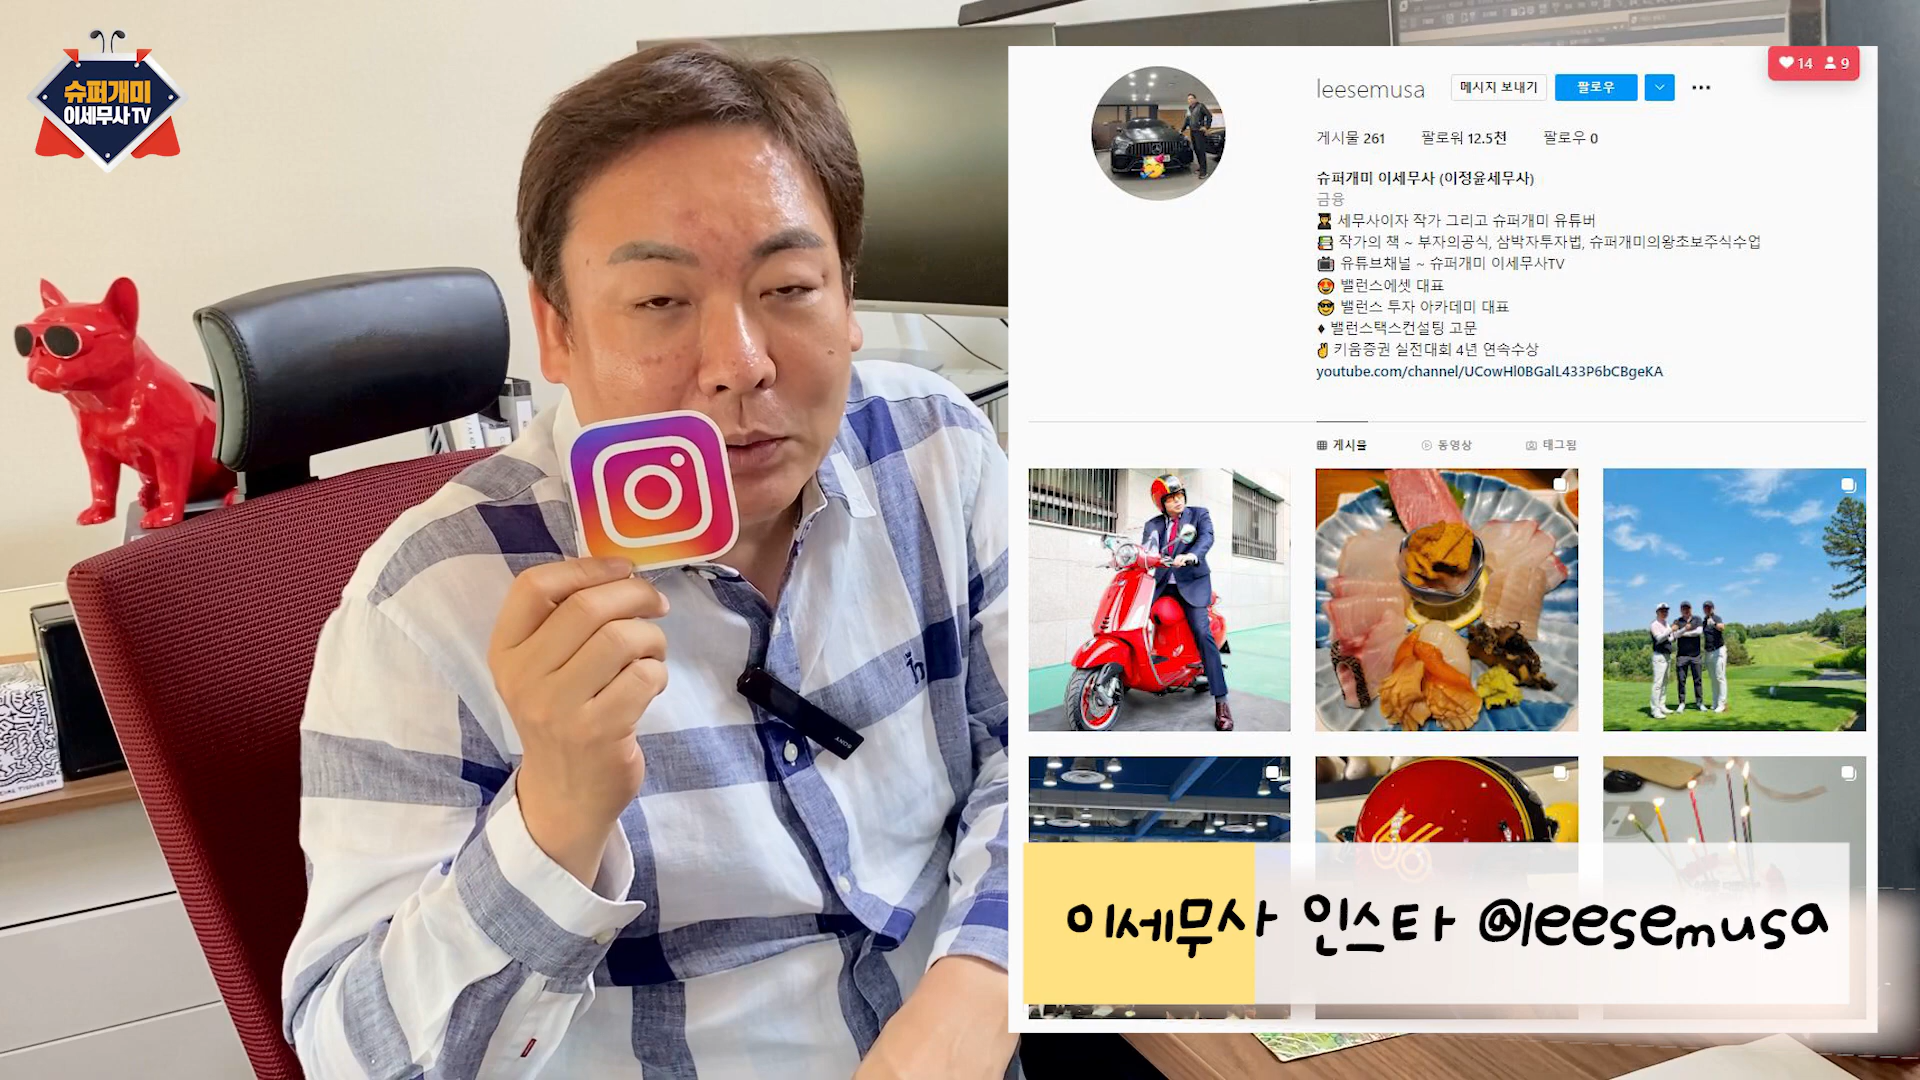 슈퍼개미
이세무사 TV
leesemusa
메시지 보내기
팔로우
14
9
게시물 261
팔로워 12.5천
팔로우 0
슈퍼개미 이세무사 (이정윤세무사)
금융
세무사이자 작가 그리고 슈퍼개미 유튜버
작가의 책 ~ 부자의공식, 삼박자투자법, 슈퍼개미의왕초보주식수업
유튜브채널 ~ 슈퍼개미 이세무사TV
밸런스에셋 대표
밸런스 투자 아카데미 대표
밸런스택스컨설팅 고문
키움증권 실전대회 4년 연속수상
youtube.com/channel/UCowHl0BGalL433P6bCBgeKA
게시물
동영상
태그됨
SONY
이세무사 인스타 @leesemusa